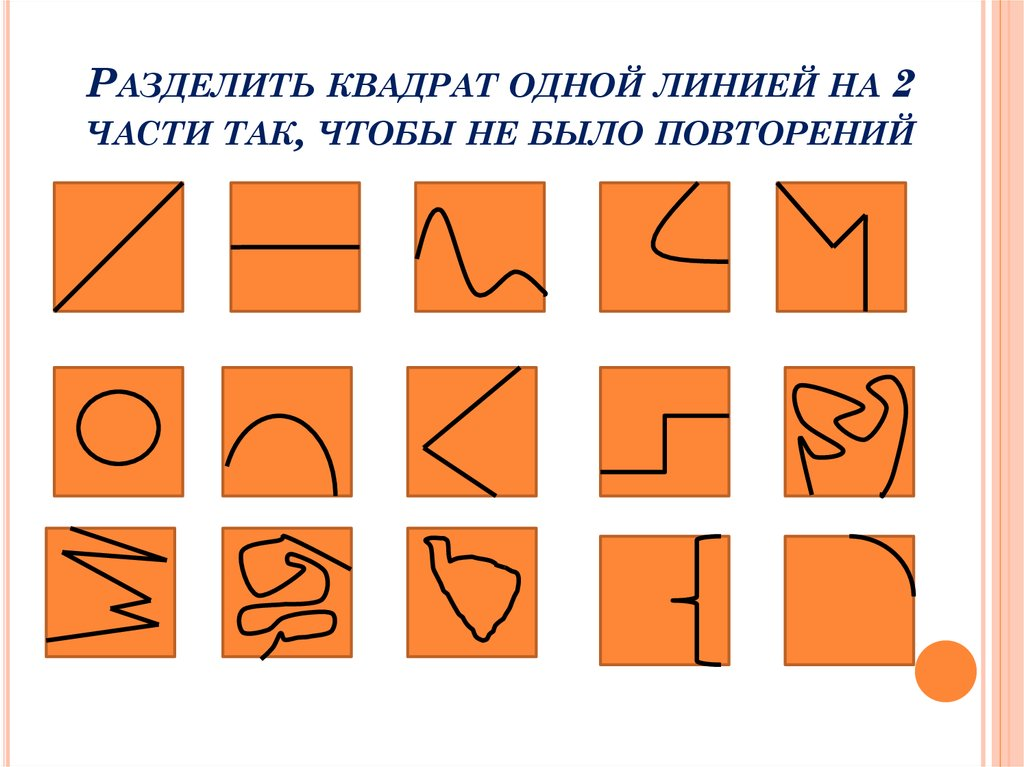 Разделить квадрат одной линией на 2
части так, чтобы не было повторений